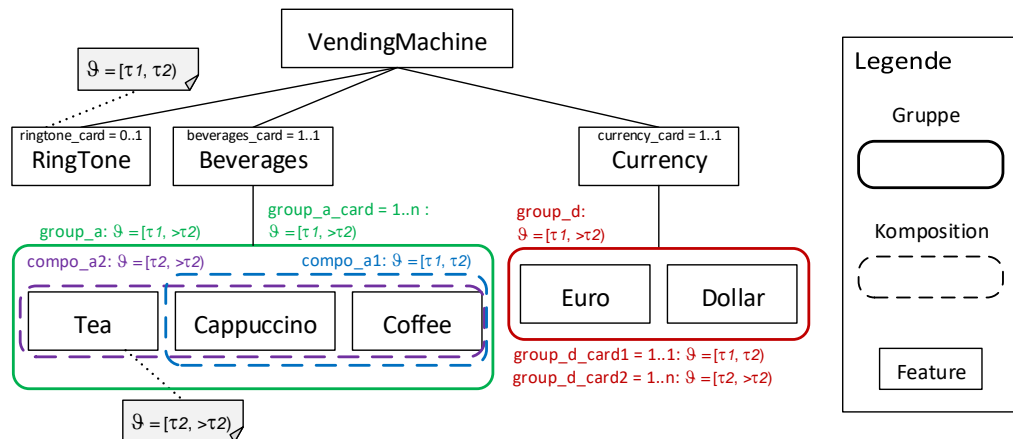 VendingMachine
ϑ = [τ1, τ2)
ringtone_card = 0..1
RingTone
beverages_card = 1..1
Beverages
currency_card = 1..1
Currency
group_a: ϑ = [τ1, >τ2)
group_a_card = 1..n :
ϑ = [τ1, >τ2)
compo_a2: ϑ = [τ2, >τ2)
compo_a1: ϑ = [τ1, τ2)
Tea
Cappuccino
Coffee
ϑ = [τ2, >τ2)
group_d:
ϑ = [τ1, >τ2)
Euro
Dollar
group_d_card1 = 1..1: ϑ = [τ1, τ2)
group_d_card2 = 1..n: ϑ = [τ2, >τ2)
Legende
Gruppe
Komposition
Feature